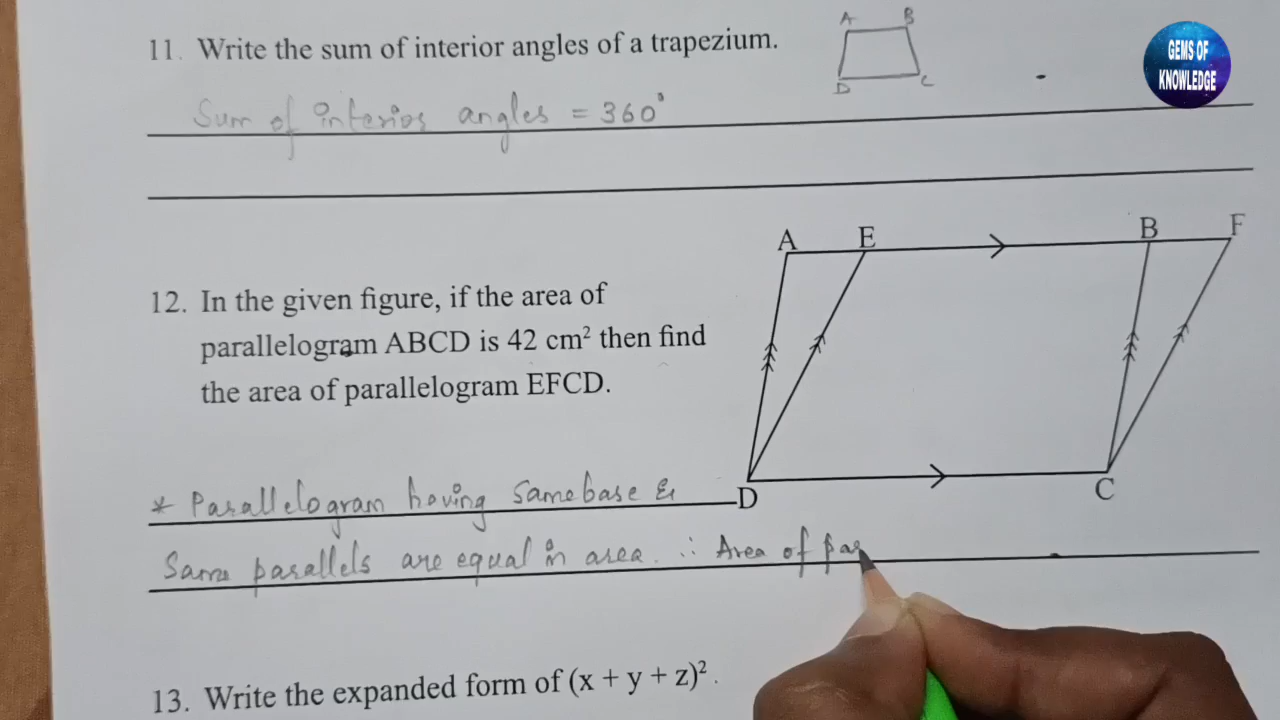 11. Write the sum of interior angles of a trapezium.
A B
D C
GEMS OF
KNOWLEDGE
Sum of interior angles = 360°
A E B F
12. In the given figure, if the area of
parallelogram ABCD is 42 cm² then find
the area of parallelogram EFCD.
D C
* Parallelogram having same base &
Same parallels are equal in area. ∴ Area of par
13. Write the expanded form of (x + y + z)².